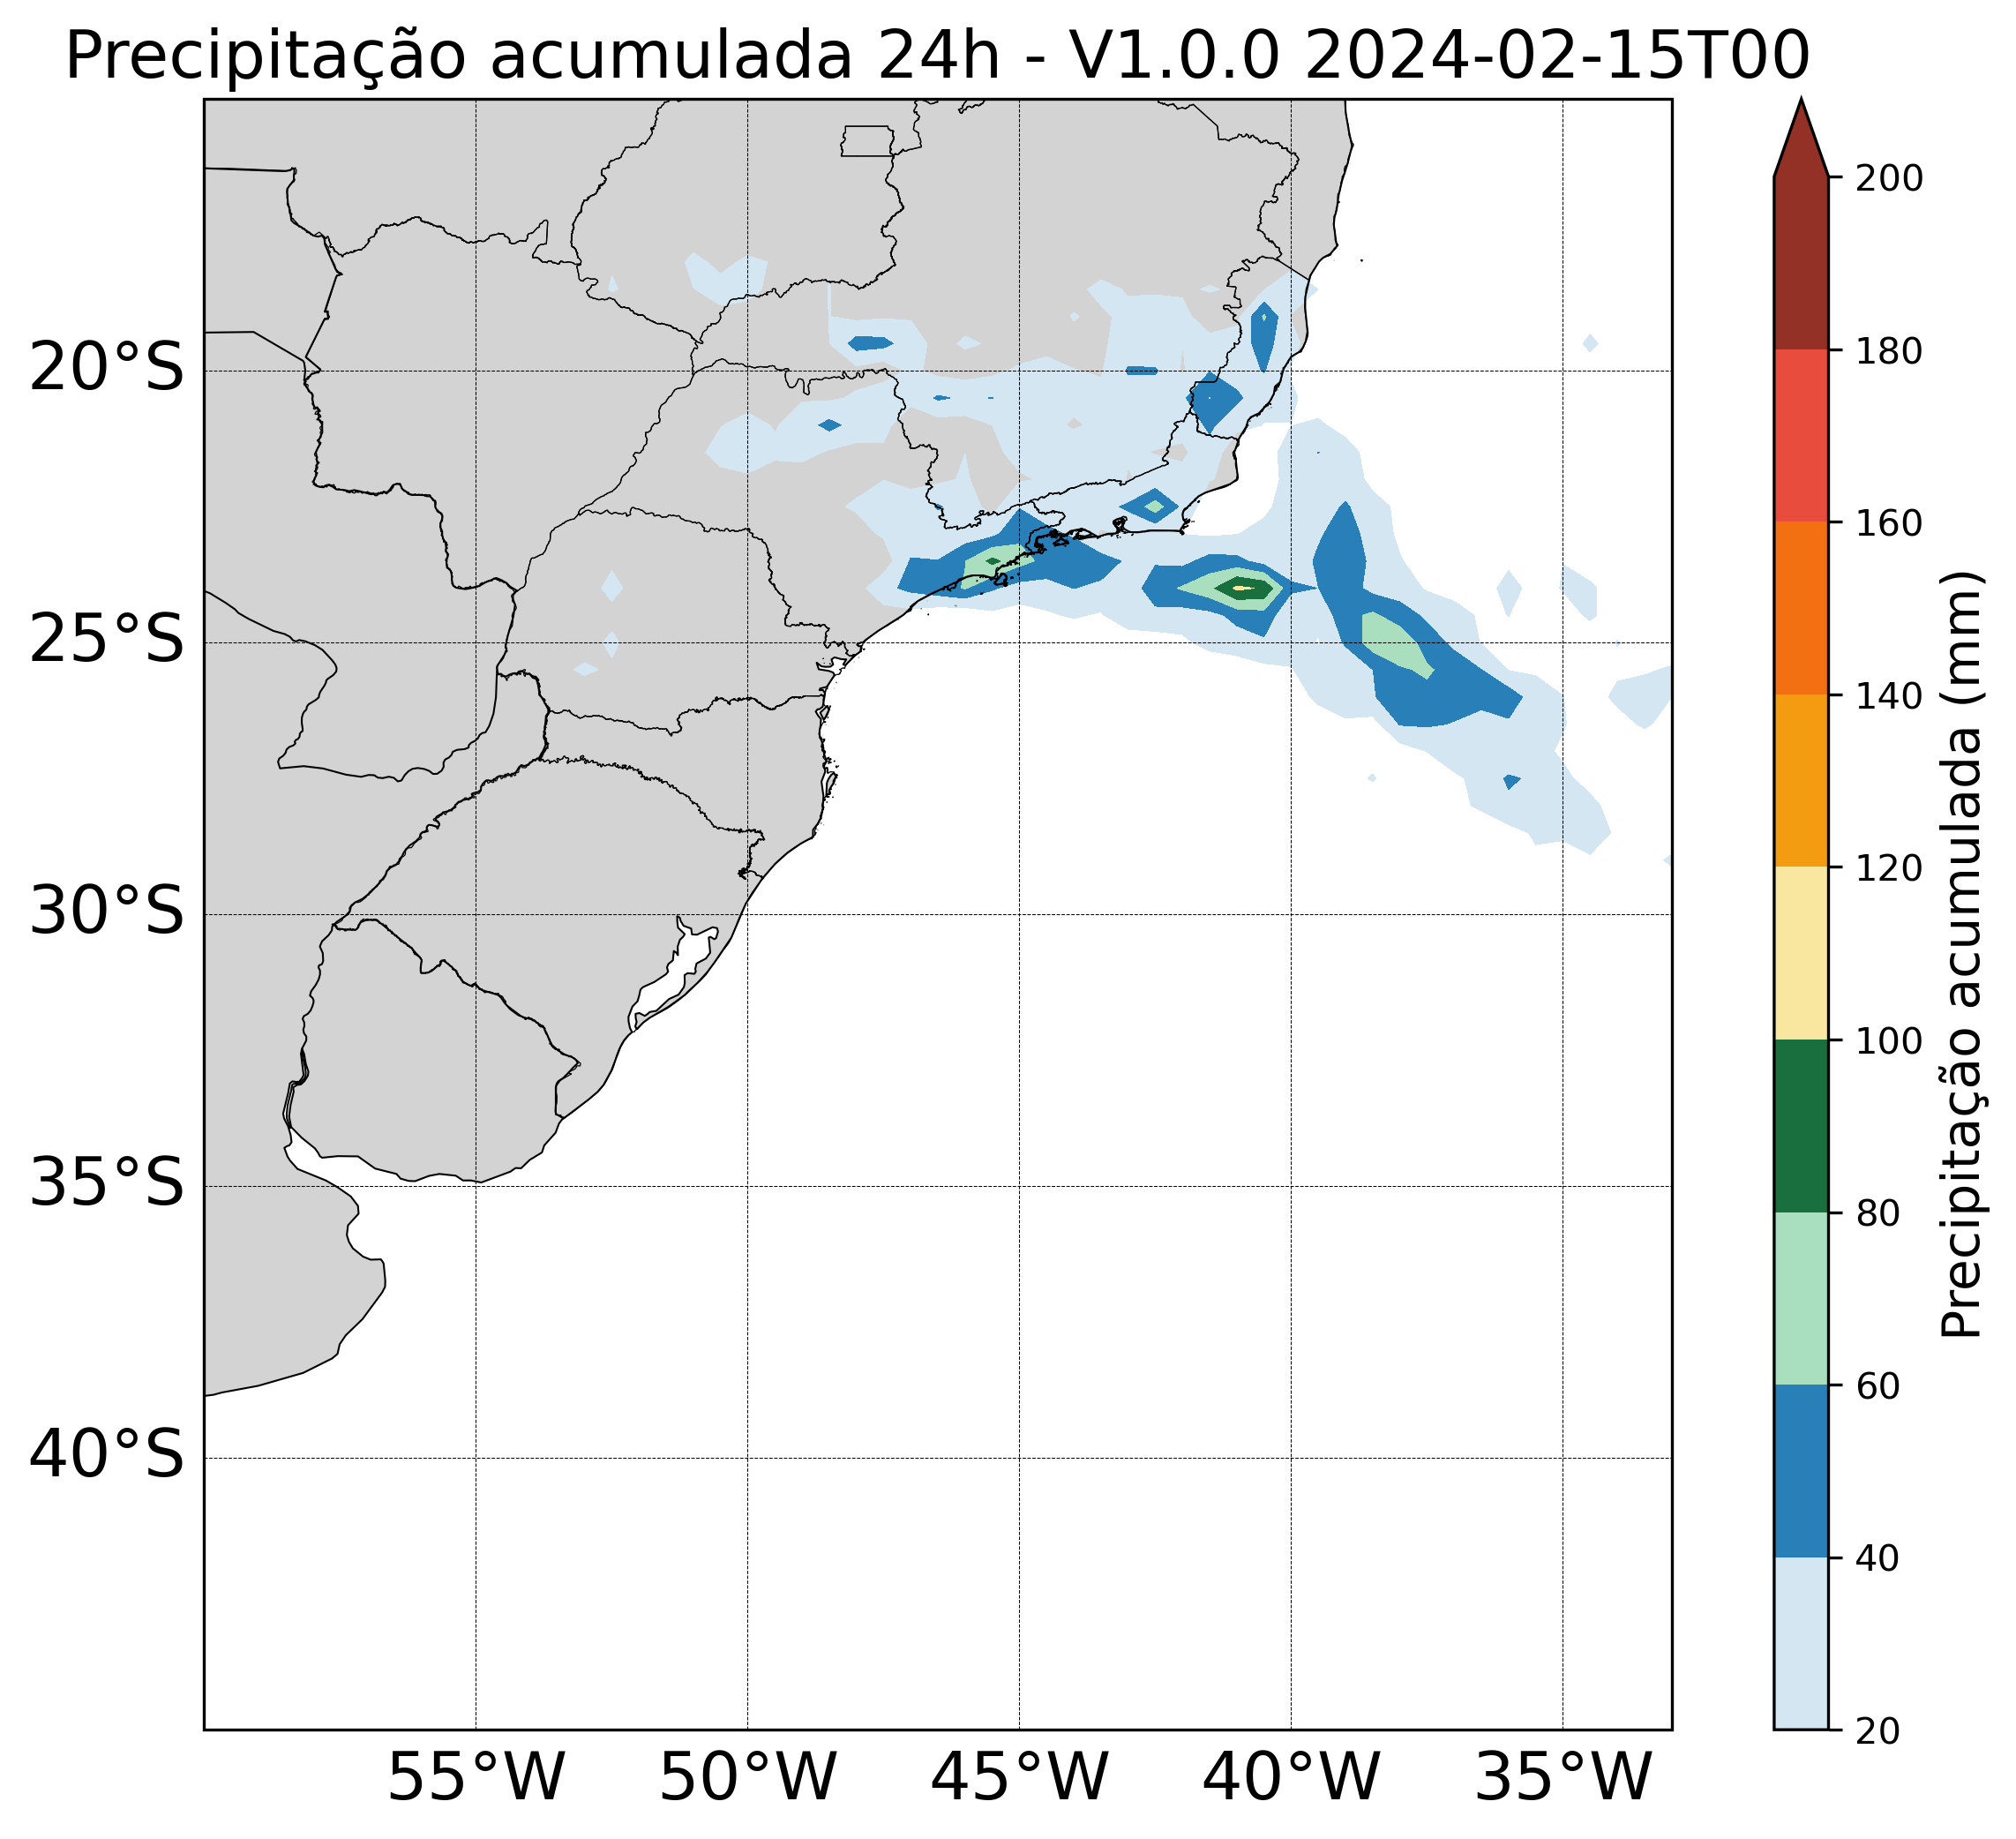 Precipitação acumulada 24h - V1.0.0 2024-02-15T00
20°S
25°S
30°S
35°S
40°S
55°W 50°W 45°W 40°W 35°W
200
180
160
140
120
100
80
60
40
20
Precipitação acumulada (mm)